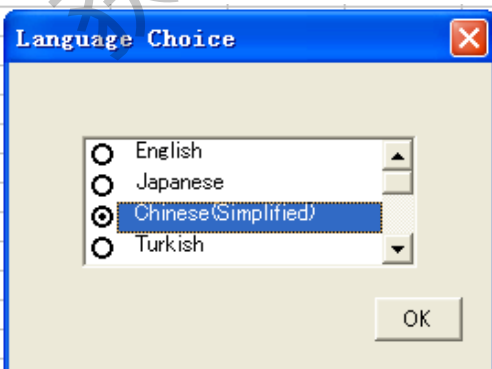 Language Choice
English
Japanese
Chinese(Simplified)
Turkish
OK